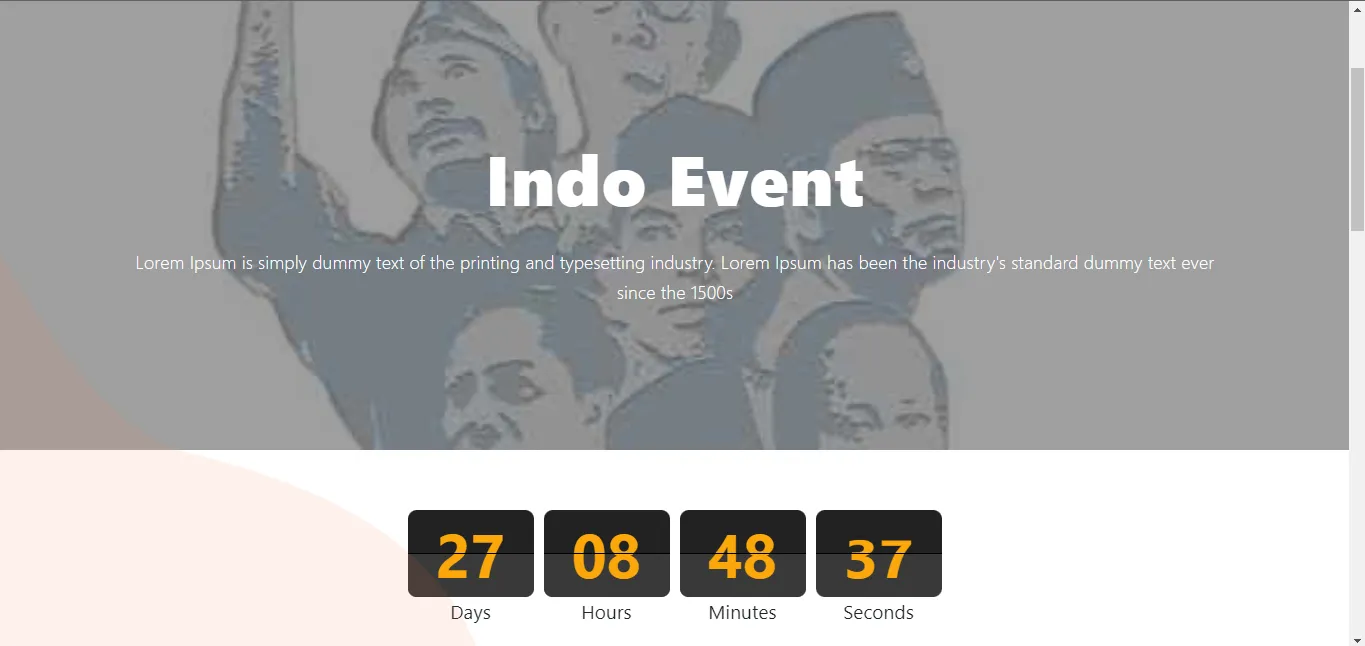 Indo Event
Lorem Ipsum is simply dummy text of the printing and typesetting industry. Lorem Ipsum has been the industry's standard dummy text ever
since the 1500s
27 08 48 37
Days Hours Minutes Seconds